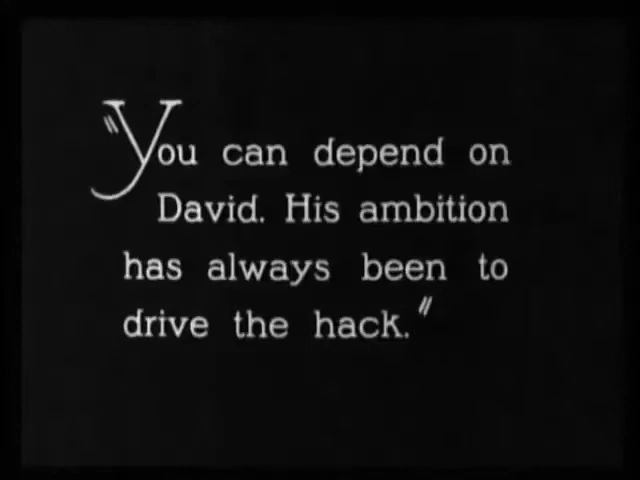 "You can depend on
David. His ambition
has always been to
drive the hack."